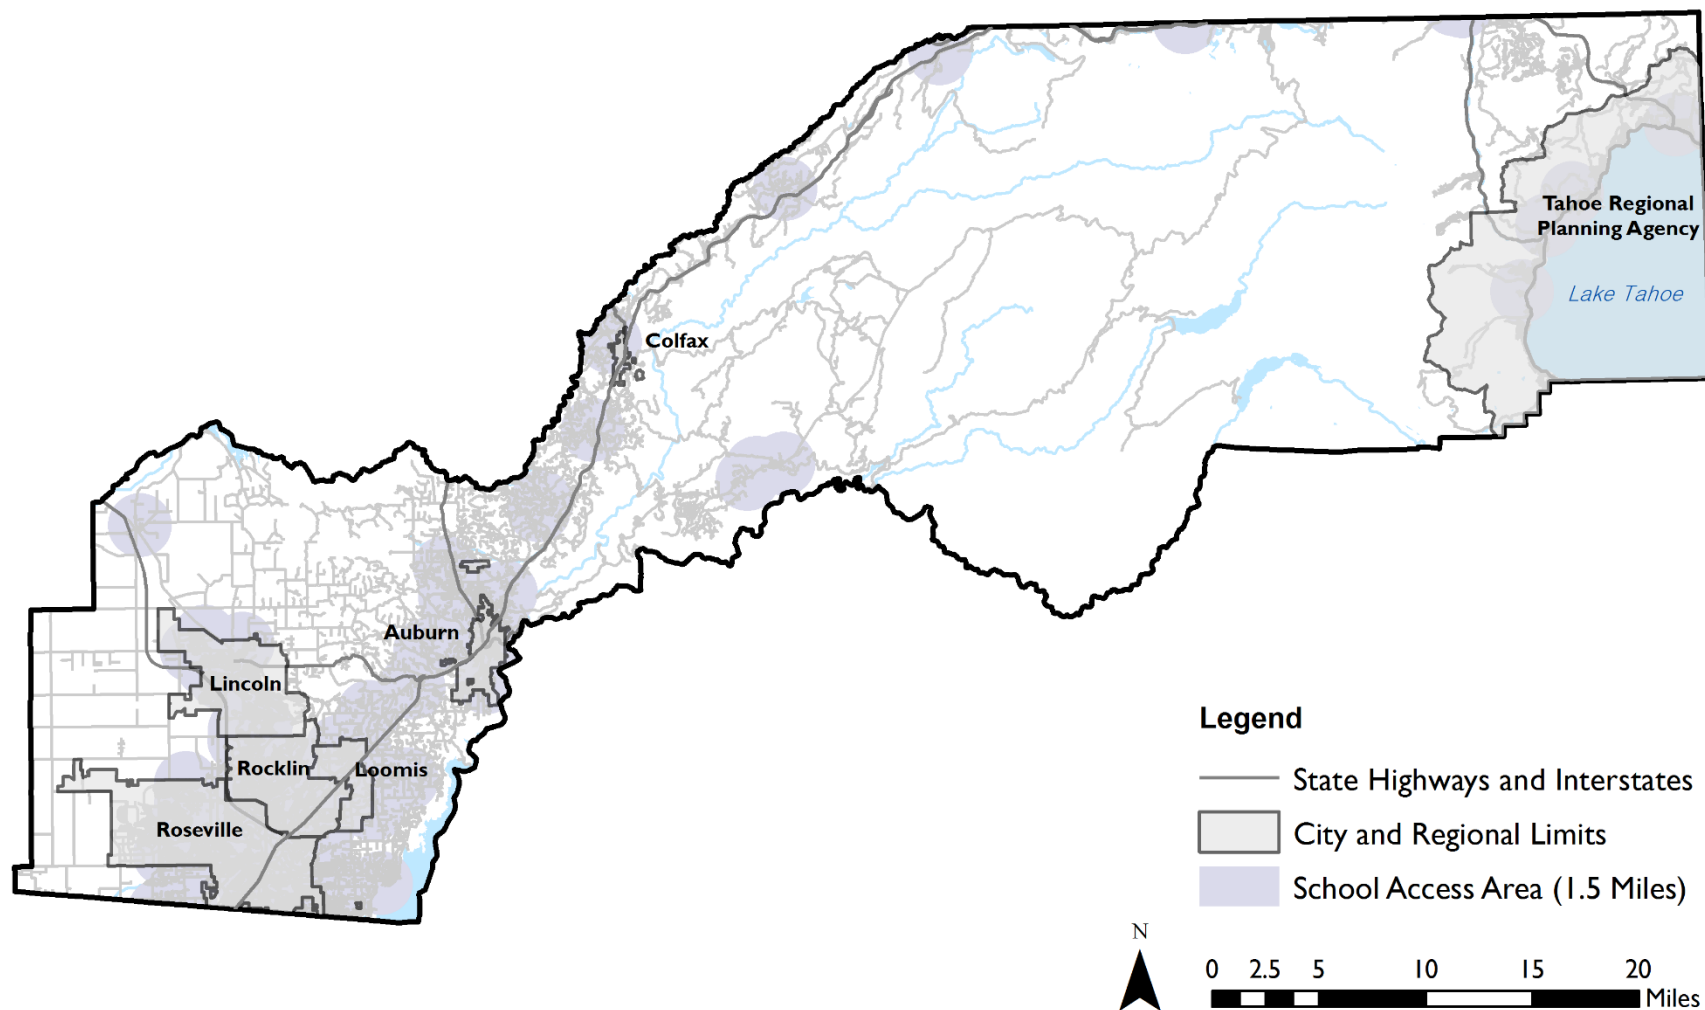 Tahoe Regional
Planning Agency
Lake Tahoe
Colfax
Auburn
Lincoln
Rocklin
Loomis
Roseville
Legend
State Highways and Interstates
City and Regional Limits
School Access Area (1.5 Miles)
N
0 2.5 5 10 15 20
Miles